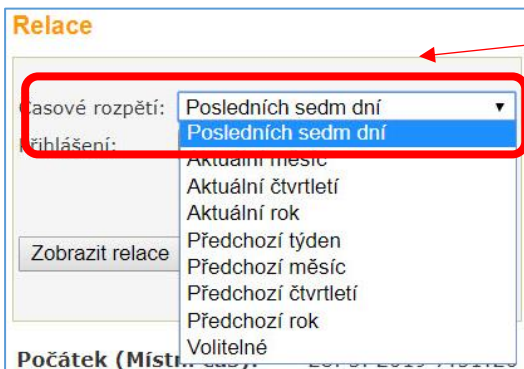 Relace
Časové rozpětí: Posledních sedm dní
Přihlášení: Posledních sedm dní
Aktuální měsíc
Aktuální čtvrtletí
Aktuální rok
Předchozí týden
Zobrazit relace
Předchozí měsíc
Předchozí čtvrtletí
Předchozí rok
Volitelné
Počátek (Místní